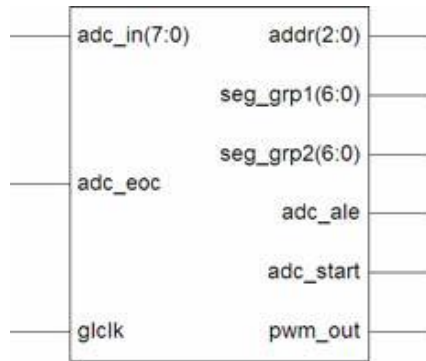 adc_in(7:0) addr(2:0)
seg_grp1(6:0)
seg_grp2(6:0)
adc_eoc
adc_ale
adc_start
glclk pwm_out